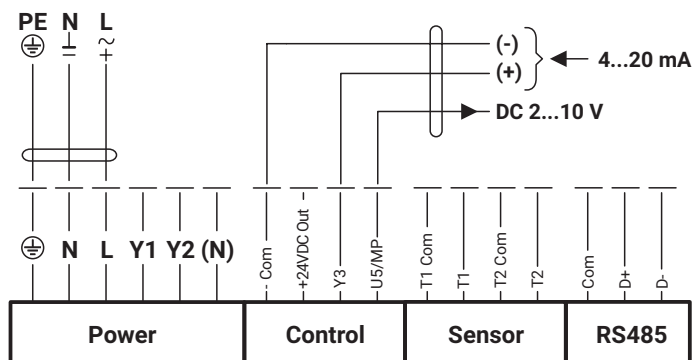 PE N L
(-)
(+)
4...20 mA
DC 2...10 V
N L Y1 Y2 (N)
- Com
+24VDC Out -
Y3
U5/MP
T1 Com
T1
T2 Com
T2
Com
D+
D-
Power
Control
Sensor
RS485